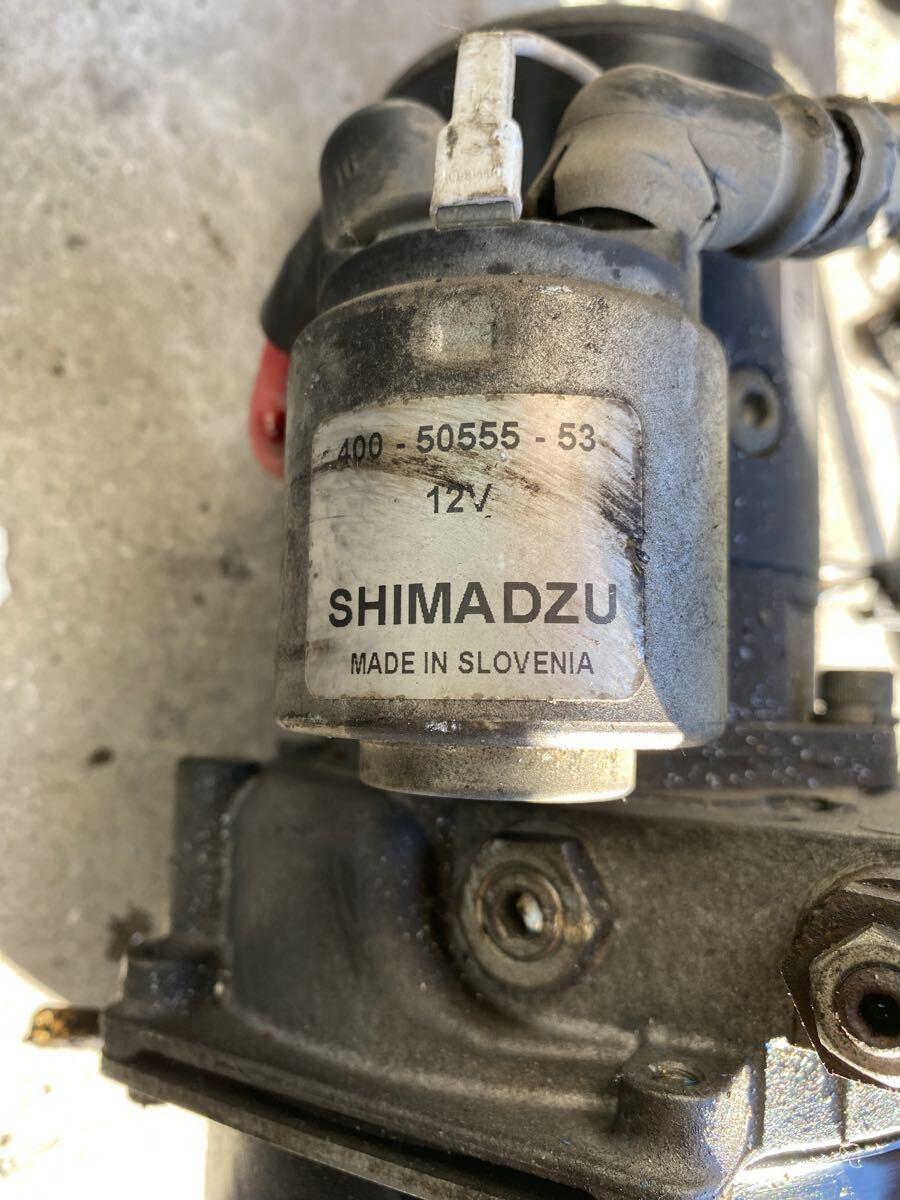 400 - 50555 - 53
12V
SHIMADZU
MADE IN SLOVENIA